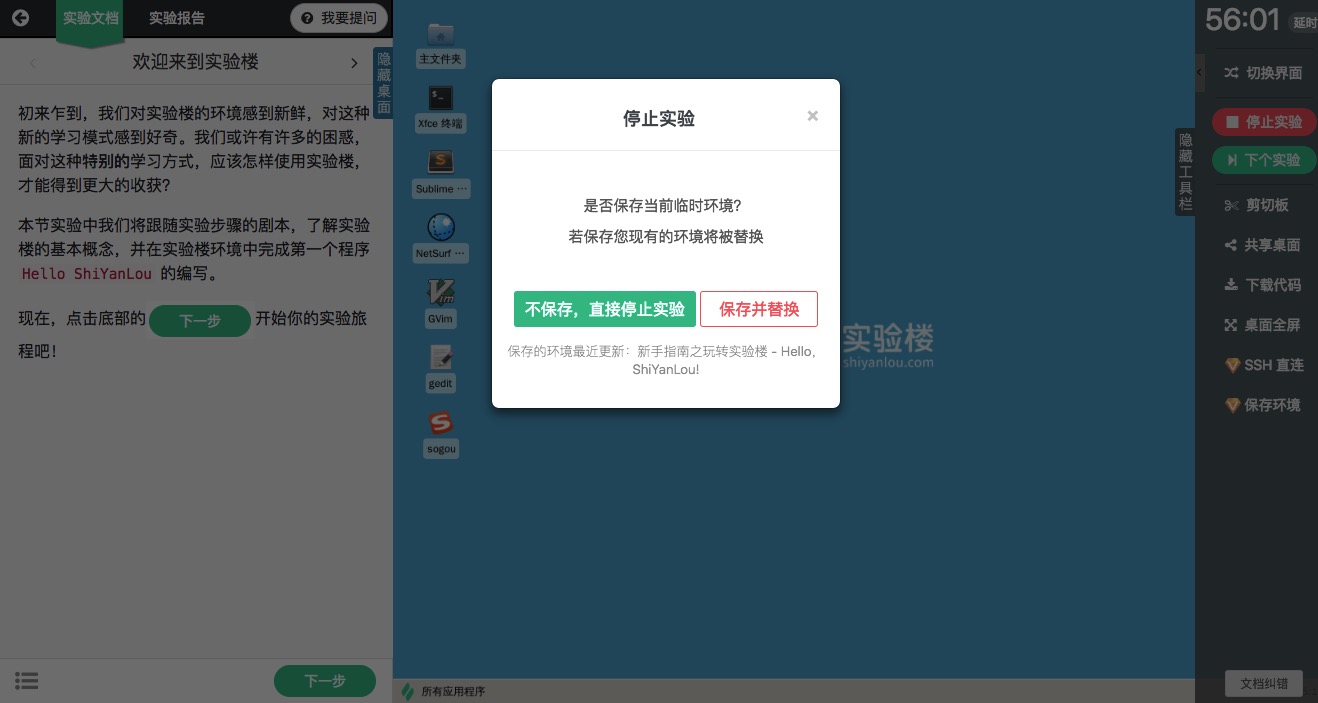 实验文档
实验报告
我要提问
欢迎来到实验楼
隐藏桌面
初来乍到，我们对实验楼的环境感到新鲜，对这种
新的学习模式感到好奇。我们或许有许多的困惑，
面对这种特别的学习方式，应该怎样使用实验楼，
才能得到更大的收获？
本节实验中我们将跟随实验步骤的剧本，了解实验
楼的基本概念，并在实验楼环境中完成第一个程序
Hello ShiYanLou 的编写。
现在，点击底部的 下一步 开始你的实验旅
程吧！
下一步
主文件夹
Xfce 终端
Sublime ···
NetSurf ···
GVim
gedit
sogou
所有应用程序
停止实验
×
是否保存当前临时环境？
若保存您现有的环境将被替换
不保存，直接停止实验
保存并替换
保存的环境最近更新：新手指南之玩转实验楼 - Hello,
ShiYanLou!
实验楼
shiyanlou.com
隐藏工具栏
56:01
延时
切换界面
停止实验
下个实验
剪切板
共享桌面
下载代码
桌面全屏
SSH 直连
保存环境
文档纠错